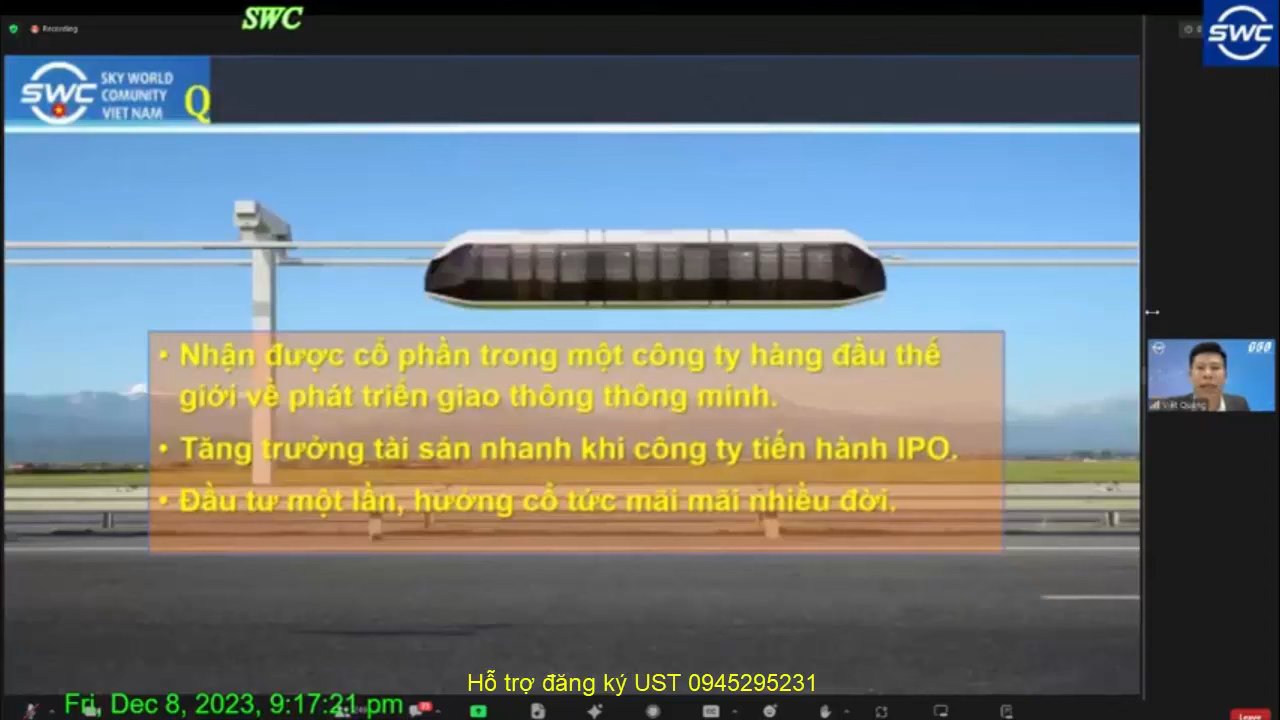 SWC
Recording
SWC
SWC
SKY WORLD
COMUNITY
VIET NAM
Q
• Nhận được cổ phần trong một công ty hàng đầu thế
giới về phát triển giao thông thông minh.
• Tăng trưởng tài sản nhanh khi công ty tiến hành IPO.
• Đầu tư một lần, hưởng cổ tức mãi mãi nhiều đời.
Việt Quang
Hỗ trợ đăng ký UST 0945295231
Fri, Dec 8, 2023, 9:17:21 pm
Leave